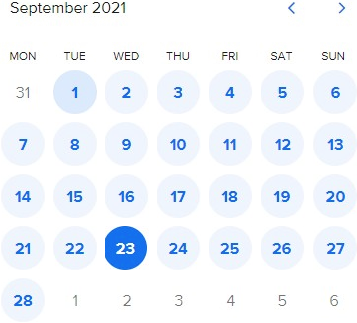 September 2021
MON TUE WED THU FRI SAT SUN
31 1 2 3 4 5 6
7 8 9 10 11 12 13
14 15 16 17 18 19 20
21 22 23 24 25 26 27
28 1 2 3 4 5 6